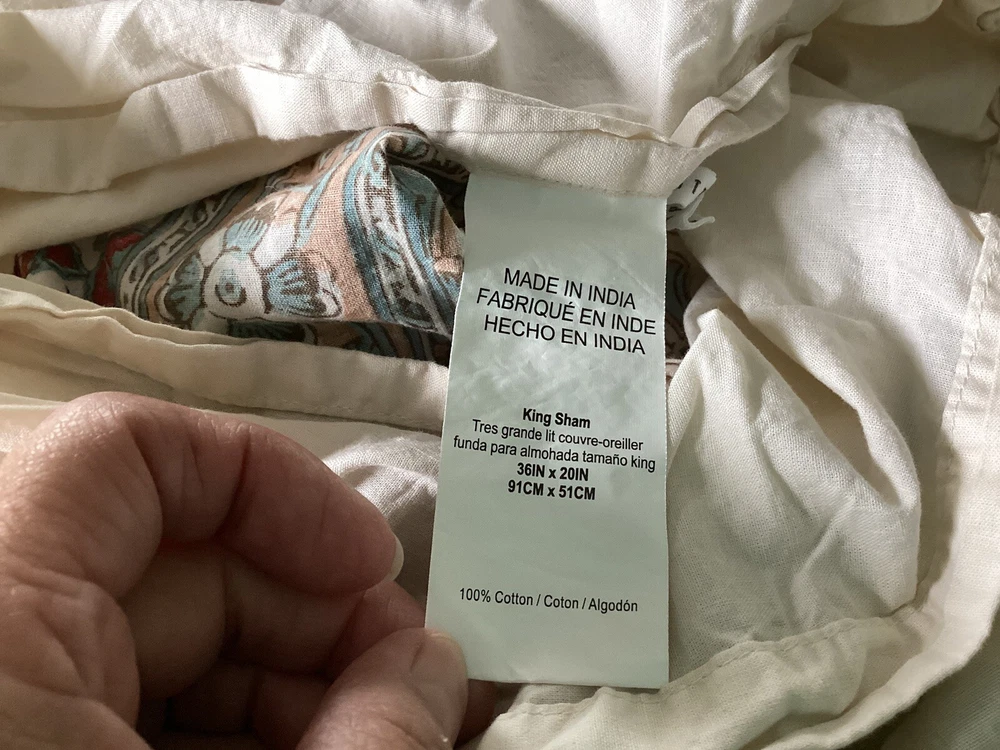 MADE IN INDIA
FABRIQUÉ EN INDE
HECHO EN INDIA
King Sham
Tres grande lit couvre-oreiller
funda para almohada tamaño king
36IN x 20IN
91CM x 51CM
100% Cotton / Coton / Algodón